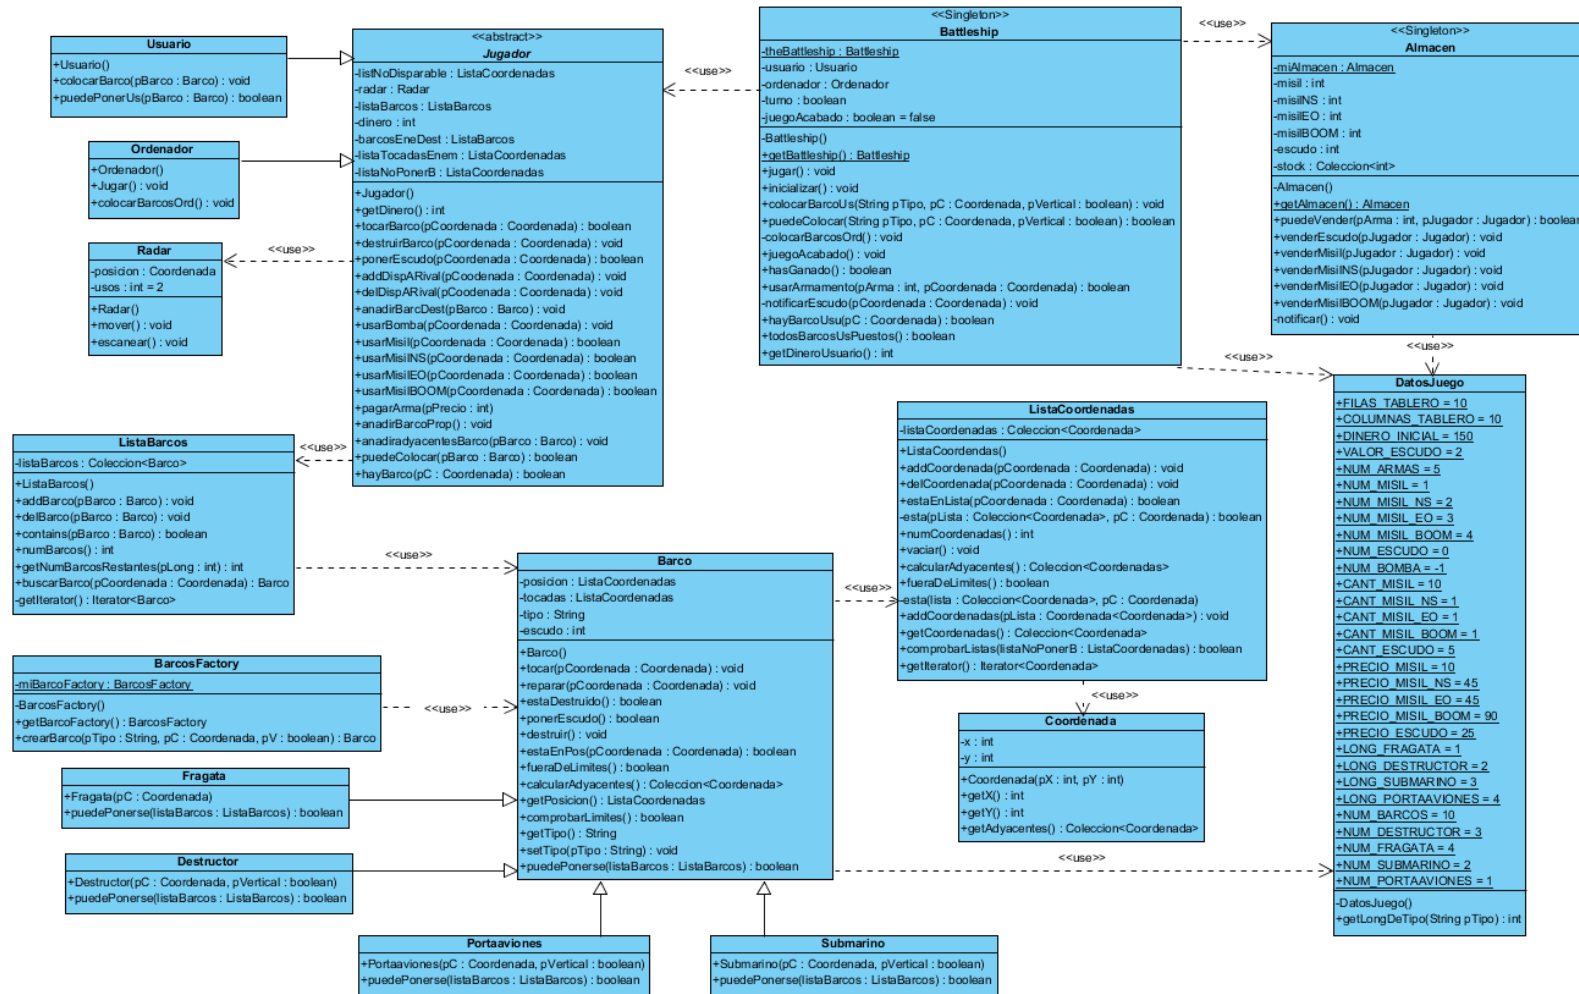 Usuario
+Usuario()
+colocarBarco(pBarco : Barco) : void
+puedePonerUs(pBarco : Barco) : boolean
Ordenador
+Ordenador()
+Jugar() : void
+colocarBarcosOrd() : void
Radar
-posicion : Coordenada
-usos : int = 2
+Radar()
+mover() : void
+escanear() : void
<<use>>
<<abstract>>
Jugador
-listNoDisparable : ListaCoordenadas
-radar : Radar
-listaBarcos : ListaBarcos
-dinero : int
-barcosEneDest : ListaBarcos
-listaTocadasEnem : ListaCoordenadas
-listaNoPonerB : ListaCoordenadas
+Jugador()
+getDinero() : int
+tocarBarco(pCoordenada : Coordenada) : boolean
+destruirBarco(pCoordenada : Coordenada) : void
+ponerEscudo(pCoordenada : Coordenada) : boolean
+addDispARival(pCoodenada : Coordenada) : void
+delDispARival(pCoodenada : Coordenada) : void
+anadirBarcDest(pBarco : Barco) : void
+usarBomba(pCoordenada : Coordenada) : void
+usarMisil(pCoordenada : Coordenada) : boolean
+usarMisilNS(pCoordenada : Coordenada) : boolean
+usarMisilEO(pCoordenada : Coordenada) : boolean
+usarMisilBOOM(pCoordenada : Coordenada) : boolean
+pagarArma(pPrecio : int)
+anadirBarcoProp() : void
+anadiradyacentesBarco(pBarco : Barco) : void
+puedeColocar(pBarco : Barco) : boolean
+hayBarco(pC : Coordenada) : boolean
<<use>>
<<Singleton>>
Battleship
-theBattleship : Battleship
-usuario : Usuario
-ordenador : Ordenador
-turno : boolean
-juegoAcabado : boolean = false
-Battleship()
+getBattleship() : Battleship
+jugar() : void
+inicializar() : void
+colocarBarcoUs(String pTipo, pC : Coordenada, pVertical : boolean) : void
+puedeColocar(String pTipo, pC : Coordenada, pVertical : boolean) : boolean
-colocarBarcosOrd() : void
+juegoAcabado() : void
+hasGanado() : boolean
+usarArmamento(pArma : int, pCoordenada : Coordenada) : boolean
-notificarEscudo(pCoordenada : Coordenada) : void
+hayBarcoUsu(pC : Coordenada) : boolean
+todosBarcosUsPuestos() : boolean
+getDineroUsuario() : int
<<use>>
<<Singleton>>
Almacen
-miAlmacen : Almacen
-misil : int
-misilNS : int
-misilEO : int
-misilBOOM : int
-escudo : int
-stock : Coleccion<int>
-Almacen()
+getAlmacen() : Almacen
+puedeVender(pArma : int, pJugador : Jugador) : boolean
+venderEscudo(pJugador : Jugador) : void
+venderMisil(pJugador : Jugador) : void
+venderMisilNS(pJugador : Jugador) : void
+venderMisilEO(pJugador : Jugador) : void
+venderMisilBOOM(pJugador : Jugador) : void
-notificar() : void
<<use>>
<<use>>
DatosJuego
+FILAS_TABLERO = 10
+COLUMNAS_TABLERO = 10
+DINERO_INICIAL = 150
+VALOR_ESCUDO = 2
+NUM_ARMAS = 5
+NUM_MISIL = 1
+NUM_MISIL_NS = 2
+NUM_MISIL_EO = 3
+NUM_MISIL_BOOM = 4
+NUM_ESCUDO = 0
+NUM_BOMBA = -1
+CANT_MISIL = 10
+CANT_MISIL_NS = 1
+CANT_MISIL_EO = 1
+CANT_MISIL_BOOM = 1
+CANT_ESCUDO = 5
+PRECIO_MISIL = 10
+PRECIO_MISIL_NS = 45
+PRECIO_MISIL_EO = 45
+PRECIO_MISIL_BOOM = 90
+PRECIO_ESCUDO = 25
+LONG_FRAGATA = 1
+LONG_DESTRUCTOR = 2
+LONG_SUBMARINO = 3
+LONG_PORTAAVIONES = 4
+NUM_BARCOS = 10
+NUM_DESTRUCTOR = 3
+NUM_FRAGATA = 4
+NUM_SUBMARINO = 2
+NUM_PORTAAVIONES = 1
-DatosJuego()
+getLongDeTipo(String pTipo) : int
ListaBarcos
-listaBarcos : Coleccion<Barco>
+ListaBarcos()
+addBarco(pBarco : Barco) : void
+delBarco(pBarco : Barco) : void
+contains(pBarco : Barco) : boolean
+numBarcos() : int
+getNumBarcosRestantes(pLong : int) : int
+buscarBarco(pCoordenada : Coordenada) : Barco
-getIterator() : Iterator<Barco>
<<use>>
<<use>>
ListaCoordenadas
-listaCoordenadas : Coleccion<Coordenada>
+ListaCoordendas()
+addCoordenada(pCoordenada : Coordenada) : void
+delCoordenada(pCoordenada : Coordenada) : void
+estaEnLista(pCoordenada : Coordenada) : boolean
-esta(pLista : Coleccion<Coordenada>, pC : Coordenada) : boolean
+numCoordenadas() : int
+vaciar() : void
+calcularAdyacentes() : Coleccion<Coordenadas>
+fueraDeLimites() : boolean
-esta(lista : Coleccion<Coordenada>, pC : Coordenada)
+addCoordenadas(pLista : Coordenada<Coordenada>) : void
+getCoordenadas() : Coleccion<Coordenada>
+comprobarListas(listaNoPonerB : ListaCoordenadas) : boolean
+getIterator() : Iterator<Coordenada>
<<use>>
Barco
-posicion : ListaCoordenadas
-tocadas : ListaCoordenadas
-tipo : String
-escudo : int
+Barco()
+tocar(pCoordenada : Coordenada) : void
+reparar(pCoordenada : Coordenada) : void
+estaDestruido() : boolean
+ponerEscudo() : boolean
+destruir() : void
+estaEnPos(pCoordenada : Coordenada) : boolean
+fueraDeLimites() : boolean
+calcularAdyacentes() : Coleccion<Coordenada>
+getPosicion() : ListaCoordenadas
+comprobarLimites() : boolean
+getTipo() : String
+setTipo(pTipo : String) : void
+puedePonerse(listaBarcos : ListaBarcos) : boolean
<<use>>
<<use>>
BarcosFactory
-miBarcoFactory : BarcosFactory
-BarcosFactory()
+getBarcoFactory() : BarcosFactory
+crearBarco(pTipo : String, pC : Coordenada, pV : boolean) : Barco
<<use>>
Coordenada
-x : int
-y : int
+Coordenada(pX : int, pY : int)
+getX() : int
+getY() : int
+getAdyacentes() : Coleccion<Coordenada>
Fragata
+Fragata(pC : Coordenada)
+puedePonerse(listaBarcos : ListaBarcos) : boolean
Destructor
+Destructor(pC : Coordenada, pVertical : boolean)
+puedePonerse(listaBarcos : ListaBarcos) : boolean
Portaaviones
+Portaaviones(pC : Coordenada, pVertical : boolean)
+puedePonerse(listaBarcos : ListaBarcos) : boolean
Submarino
+Submarino(pC : Coordenada, pVertical : boolean)
+puedePonerse(listaBarcos : ListaBarcos) : boolean